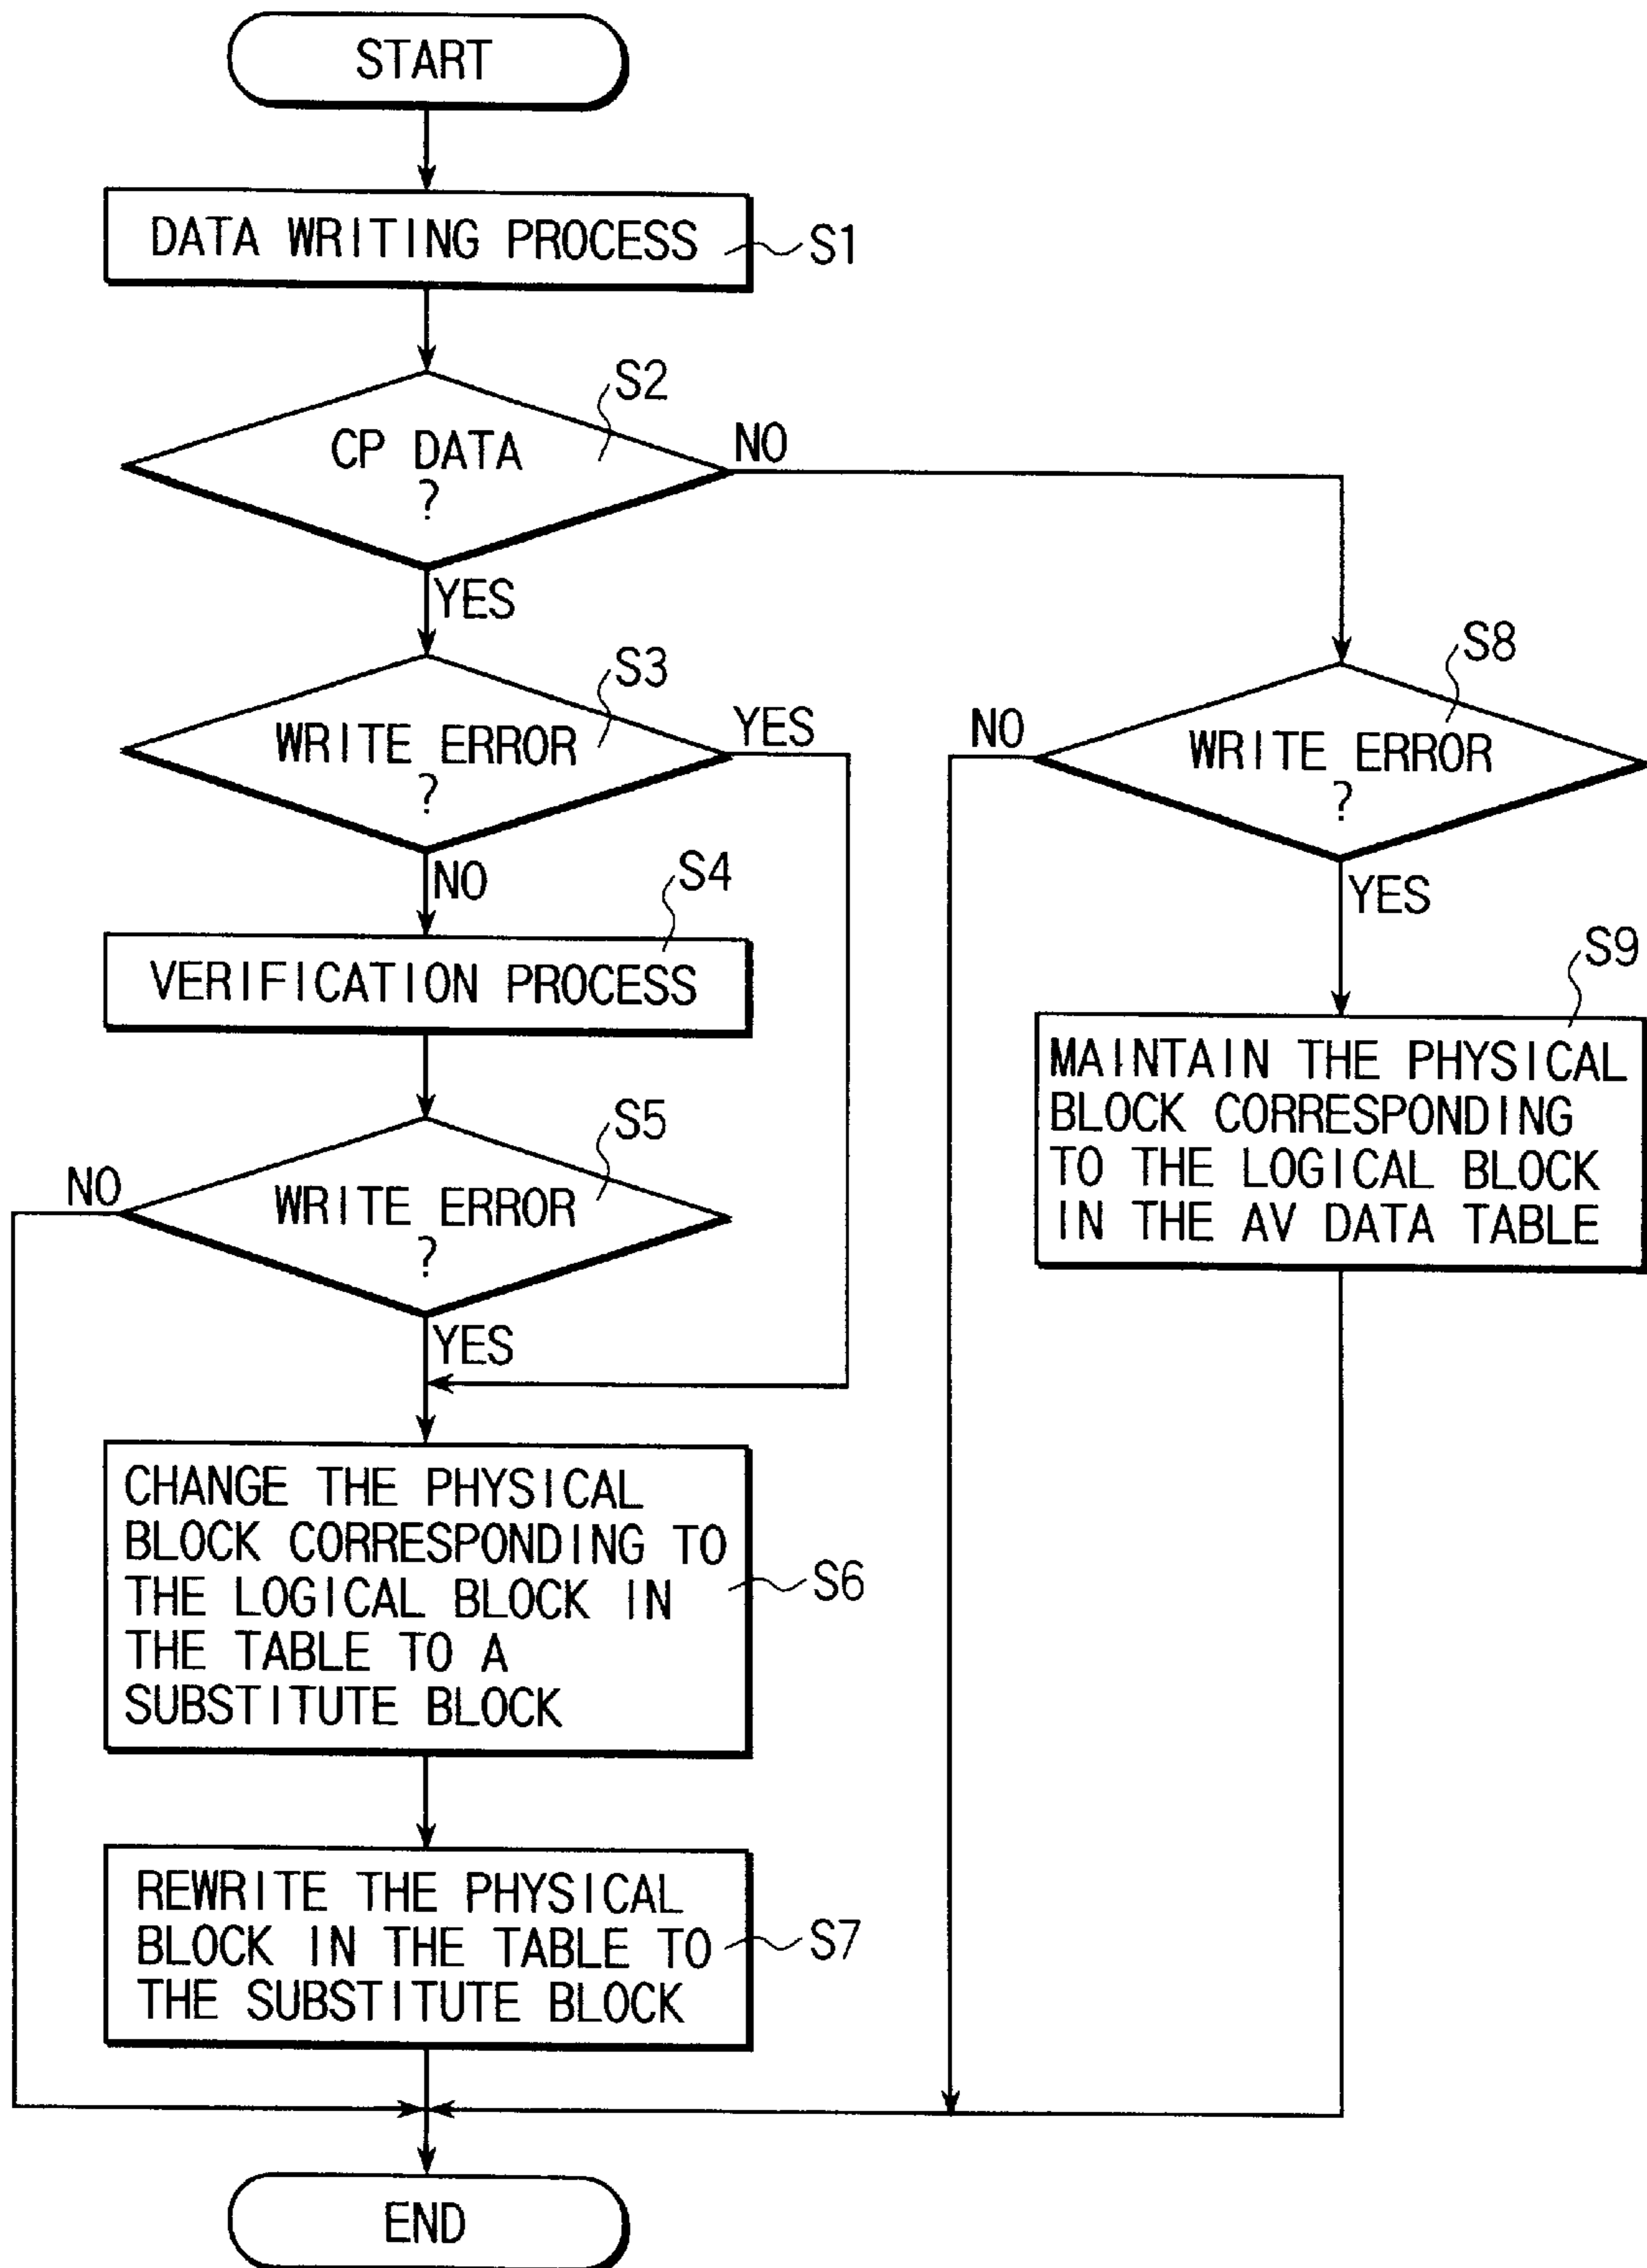 START
DATA WRITING PROCESS
S1
S2
CP DATA
?
NO
YES
S3
WRITE ERROR
?
YES
NO
S8
NO
WRITE ERROR
?
YES
S4
VERIFICATION PROCESS
S9
MAINTAIN THE PHYSICAL
BLOCK CORRESPONDING
TO THE LOGICAL BLOCK
IN THE AV DATA TABLE
S5
NO
WRITE ERROR
?
YES
CHANGE THE PHYSICAL
BLOCK CORRESPONDING TO
THE LOGICAL BLOCK IN
THE TABLE TO A
SUBSTITUTE BLOCK
S6
REWRITE THE PHYSICAL
BLOCK IN THE TABLE TO
THE SUBSTITUTE BLOCK
S7
END